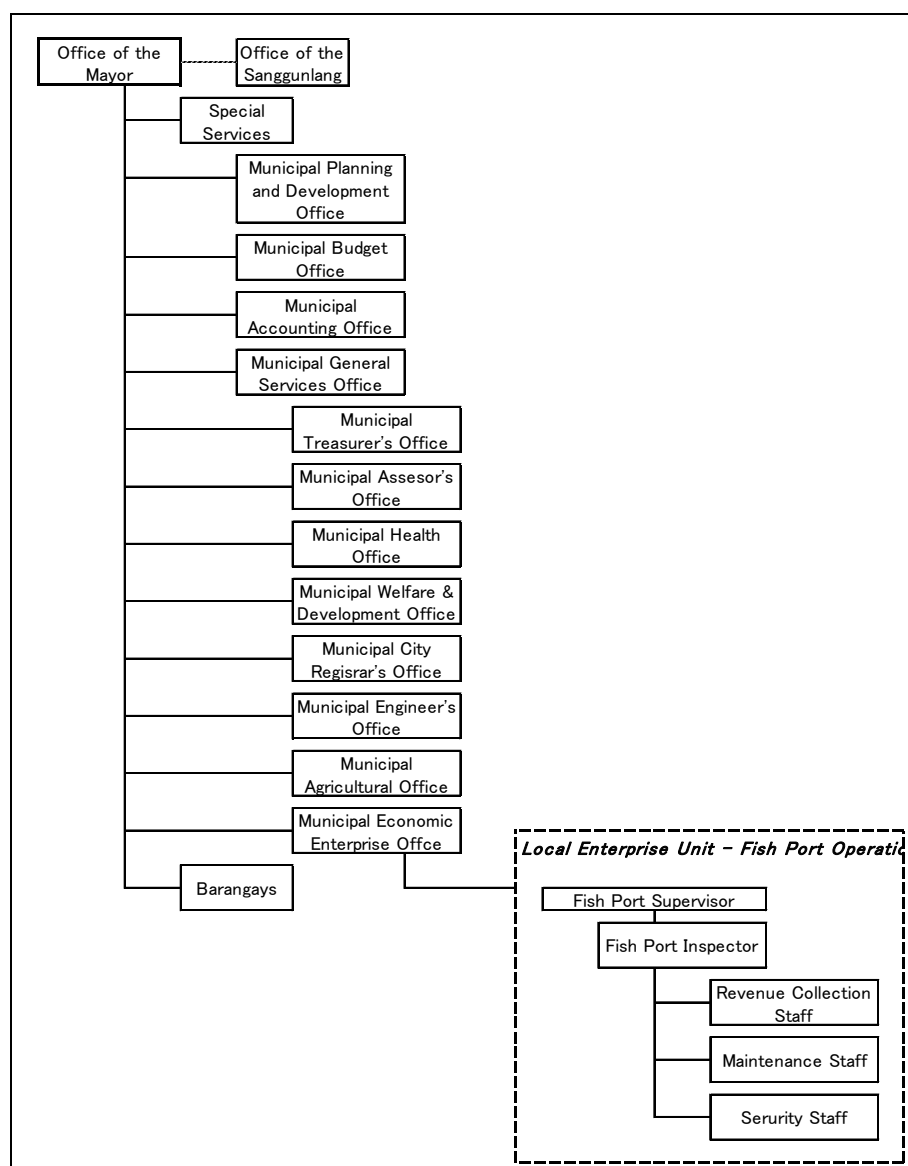 Office of the
Mayor
Office of the
Sanggunlang
Special
Services
Municipal Planning
and Development
Office
Municipal Budget
Office
Municipal
Accounting Office
Municipal General
Services Office
Municipal
Treasurer's Office
Municipal Assesor's
Office
Municipal Health
Office
Municipal Welfare &
Development Office
Municipal City
Regisrar's Office
Municipal Engineer's
Office
Municipal
Agricultural Office
Municipal Economic
Enterprise Offce
Barangays
Local Enterprise Unit - Fish Port Operatio
Fish Port Supervisor
Fish Port Inspector
Revenue Collection
Staff
Maintenance Staff
Serurity Staff